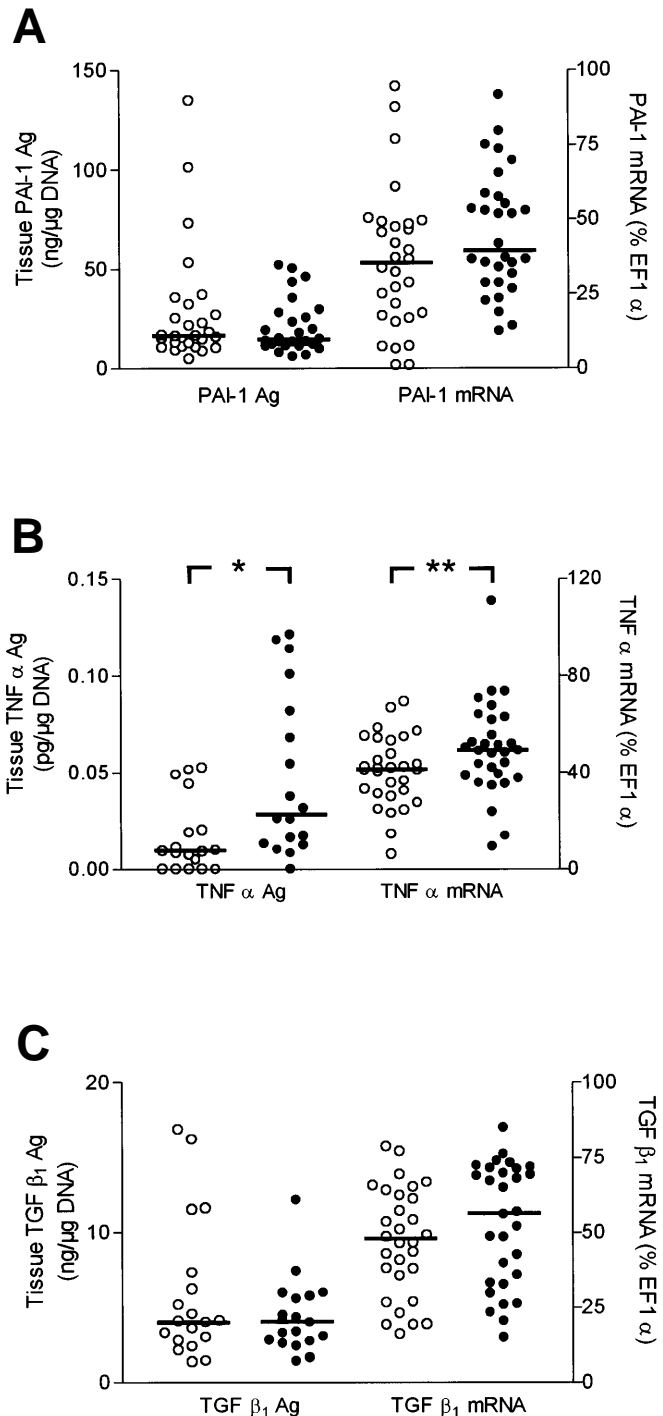 A
Tissue PAI-1 Ag
(ng/µg DNA)
150
100
50
0
100
75
50
25
0
PAI-1 mRNA (% EF1 α)
PAI-1 Ag
PAI-1 mRNA
B
* **
Tissue TNF α Ag
(pg/µg DNA)
0.15
0.10
0.05
0.00
120
80
40
0
TNF α mRNA (% EF1 α)
TNF α Ag
TNF α mRNA
C
Tissue TGF β₁ Ag
(ng/µg DNA)
20
10
0
100
75
50
25
0
TGF β₁ mRNA (% EF1 α)
TGF β₁ Ag
TGF β₁ mRNA